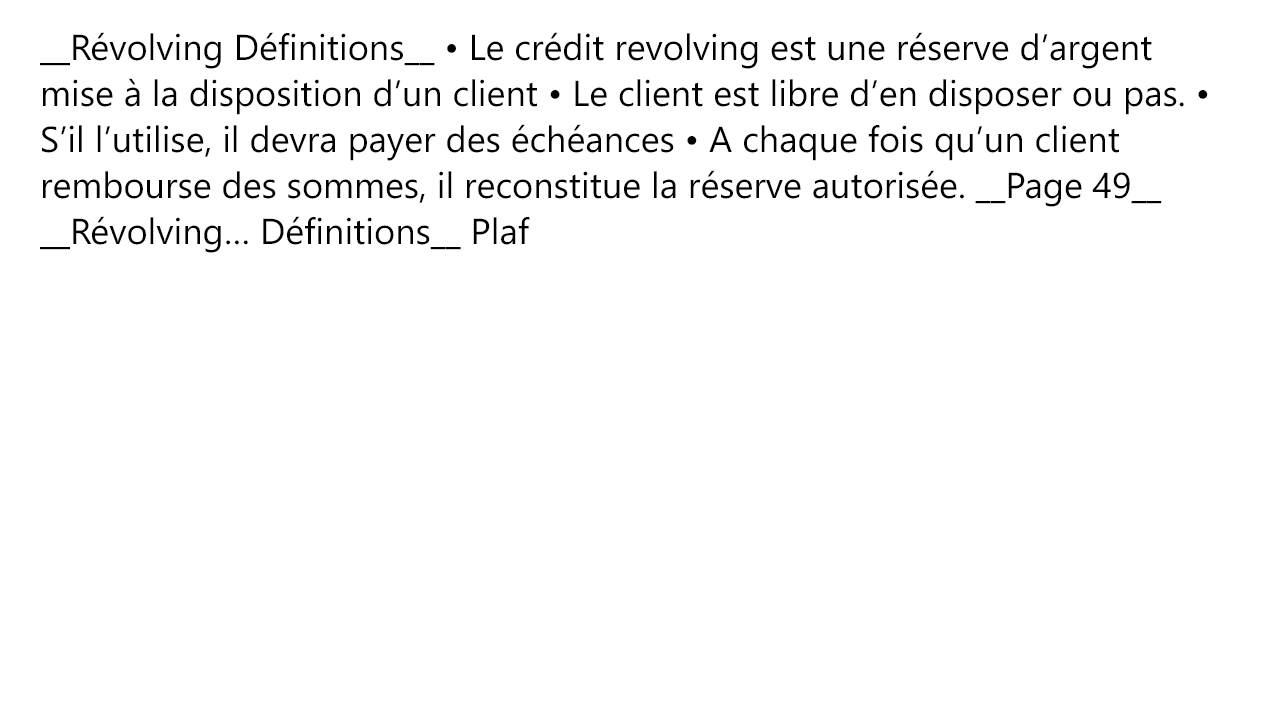 __Révolving Définitions__ • Le crédit revolving est une réserve d’argent
mise à la disposition d’un client • Le client est libre d’en disposer ou pas. •
S’il l’utilise, il devra payer des échéances • A chaque fois qu’un client
rembourse des sommes, il reconstitue la réserve autorisée. __Page 49__
__Révolving... Définitions__ Plaf